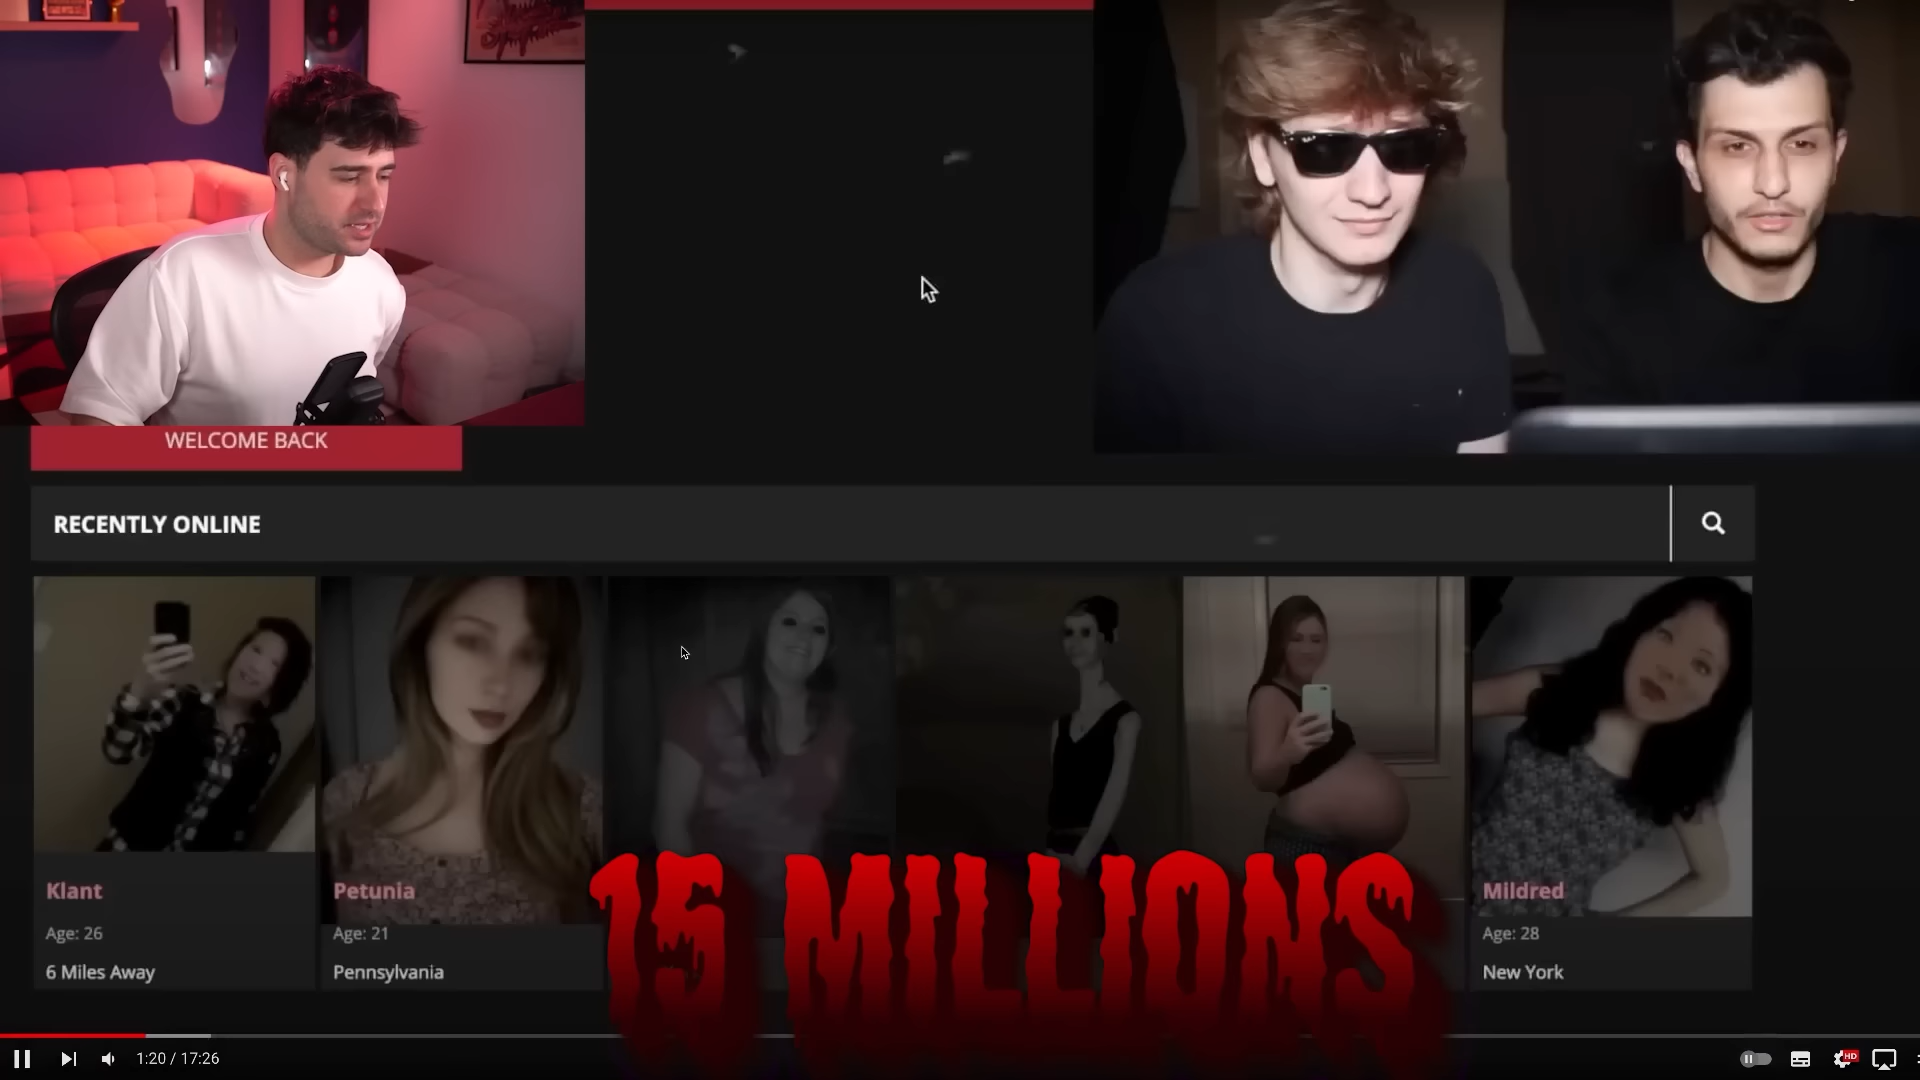 WELCOME BACK
RECENTLY ONLINE
Klant
Age: 26
6 Miles Away
Petunia
Age: 21
Pennsylvania
Mildred
Age: 28
New York
15 MILLIONS
1:20 / 17:26
HD